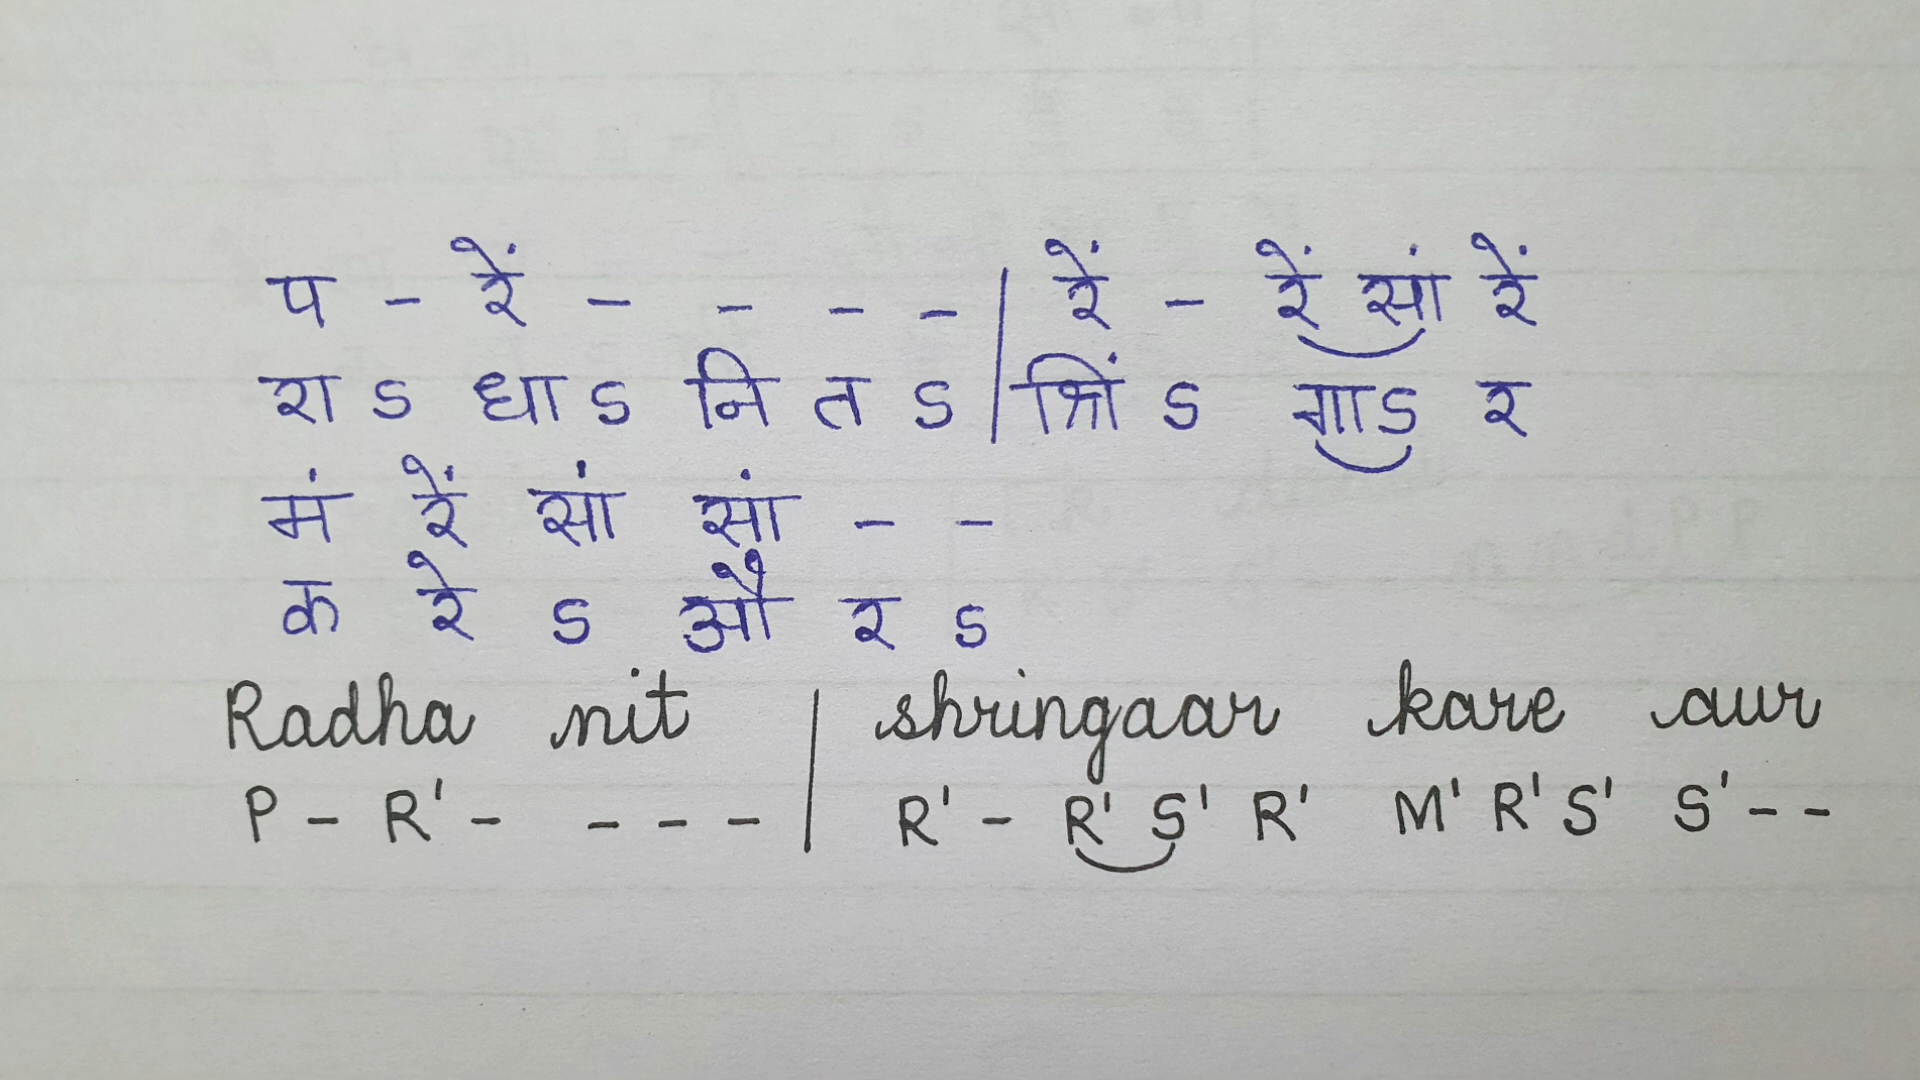 प - रें - - - - | रें - रें सां रें
रा ऽ धा ऽ नि त ऽ | श्रिं ऽ गा ऽ र
मं रें सां सां - -
क रे ऽ औ र ऽ
Radha nit | shringaar kare aur
P - R' - - - - | R' - R' S' R' M' R' S' S' - -